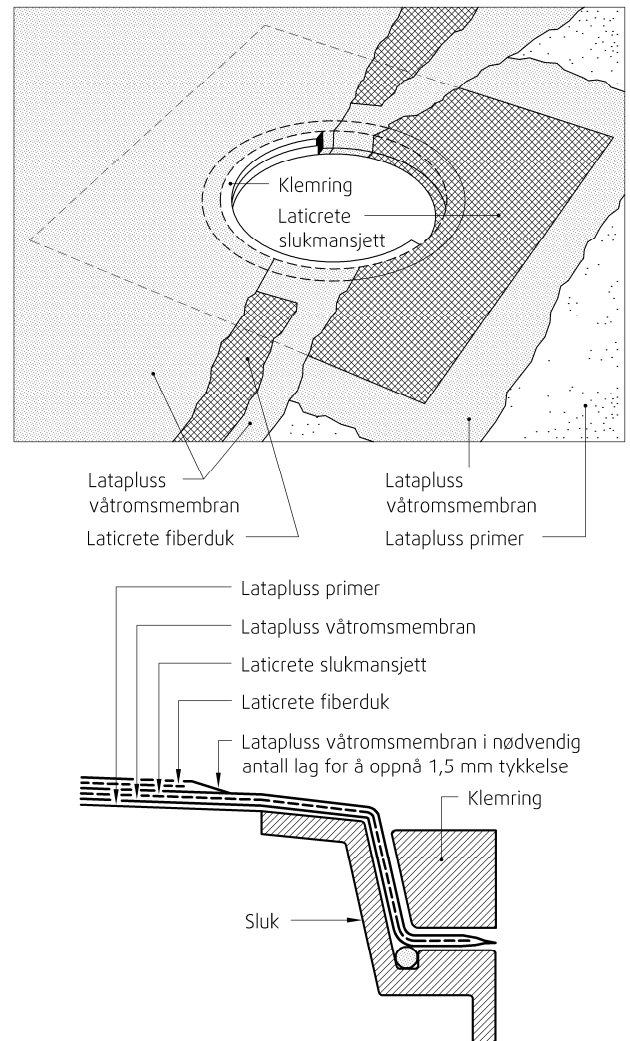 Klemring
Laticrete
slukmansjett
Latapluss
våtromsmembran
Laticrete fiberduk
Latapluss
våtromsmembran
Latapluss primer
Latapluss primer
Latapluss våtromsmembran
Laticrete slukmansjett
Laticrete fiberduk
Latapluss våtromsmembran i nødvendig
antall lag for å oppnå 1,5 mm tykkelse
Klemring
Sluk